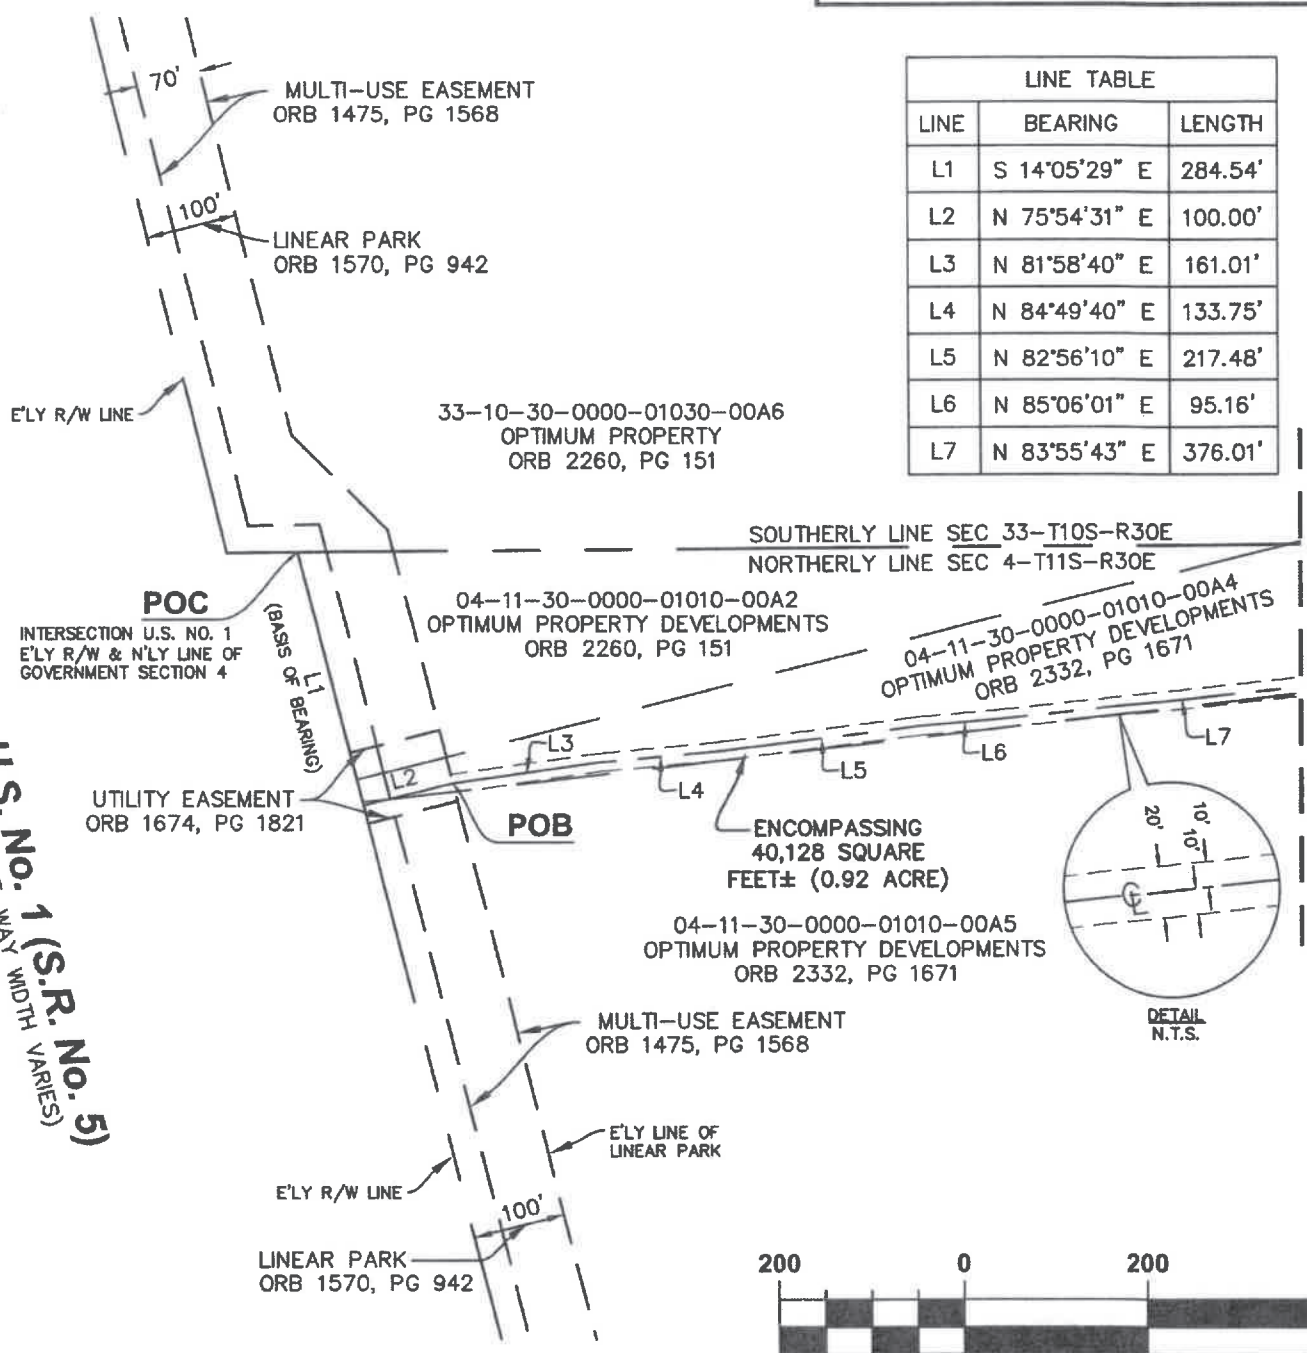 70'
MULTI-USE EASEMENT
ORB 1475, PG 1568
100'
LINEAR PARK
ORB 1570, PG 942
LINE TABLE
LINE BEARING LENGTH
L1 S 14°05'29" E 284.54'
L2 N 75°54'31" E 100.00'
L3 N 81°58'40" E 161.01'
L4 N 84°49'40" E 133.75'
L5 N 82°56'10" E 217.48'
L6 N 85°06'01" E 95.16'
L7 N 83°55'43" E 376.01'
E'LY R/W LINE
33-10-30-0000-01030-00A6
OPTIMUM PROPERTY
ORB 2260, PG 151
SOUTHERLY LINE SEC 33-T10S-R30E
NORTHERLY LINE SEC 4-T11S-R30E
POC
INTERSECTION U.S. NO. 1
E'LY R/W & N'LY LINE OF
GOVERNMENT SECTION 4
L1
(BASIS OF BEARING)
04-11-30-0000-01010-00A2
OPTIMUM PROPERTY DEVELOPMENTS
ORB 2260, PG 151
04-11-30-0000-01010-00A4
OPTIMUM PROPERTY DEVELOPMENTS
ORB 2332, PG 1671
L2
L3
L4
L5
L6
L7
UTILITY EASEMENT
ORB 1674, PG 1821
POB
ENCOMPASSING
40,128 SQUARE
FEET± (0.92 ACRE)
20'
10'
10'
℄
DETAIL
N.T.S.
04-11-30-0000-01010-00A5
OPTIMUM PROPERTY DEVELOPMENTS
ORB 2332, PG 1671
U.S. No. 1 (S.R. No. 5)
WAY WIDTH VARIES)
MULTI-USE EASEMENT
ORB 1475, PG 1568
E'LY LINE OF
LINEAR PARK
E'LY R/W LINE
100'
LINEAR PARK
ORB 1570, PG 942
200 0 200